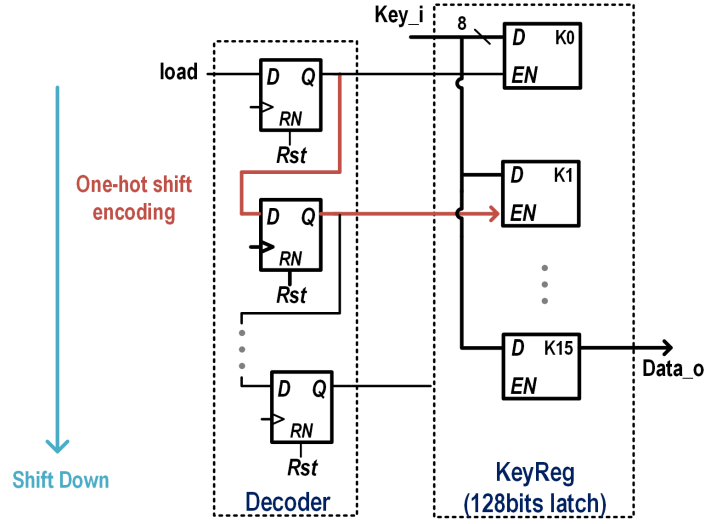 Key_i
8
D K0
EN
load
D Q
RN
Rst
One-hot shift
encoding
D K1
EN
D Q
RN
Rst
D K15
EN
Data_o
D Q
RN
Rst
Shift Down
Decoder
KeyReg
(128bits latch)